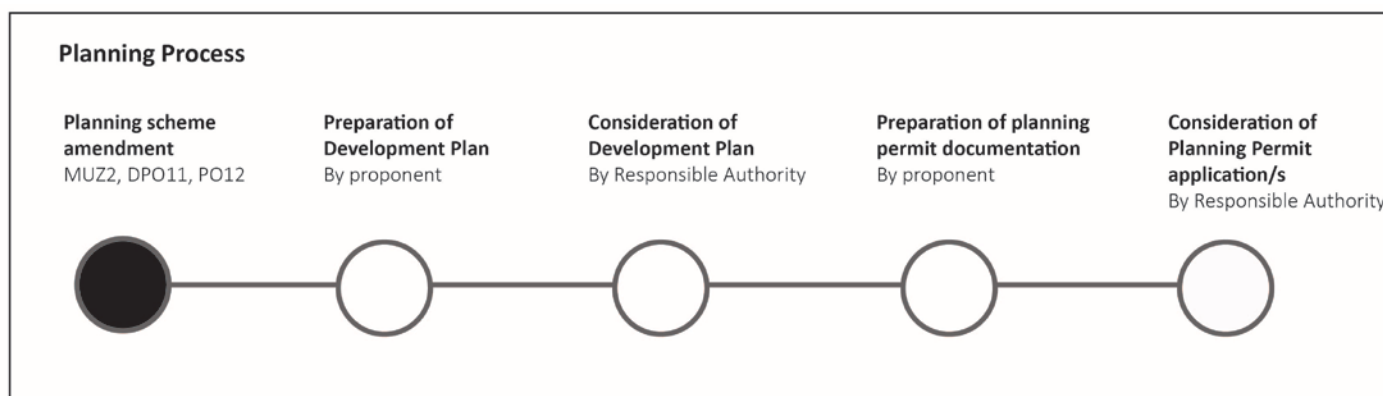 Planning Process
Planning scheme
amendment
MUZ2, DPO11, PO12
Preparation of
Development Plan
By proponent
Consideration of
Development Plan
By Responsible Authority
Preparation of planning
permit documentation
By proponent
Consideration of
Planning Permit
application/s
By Responsible Authority